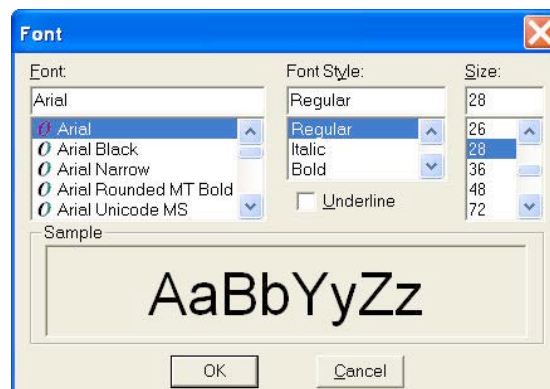 Font
Font:
Arial
Arial
Arial Black
Arial Narrow
Arial Rounded MT Bold
Arial Unicode MS
Font Style:
Regular
Regular
Italic
Bold
Underline
Size:
28
26
28
36
48
72
Sample
AaBbYyZz
OK
Cancel